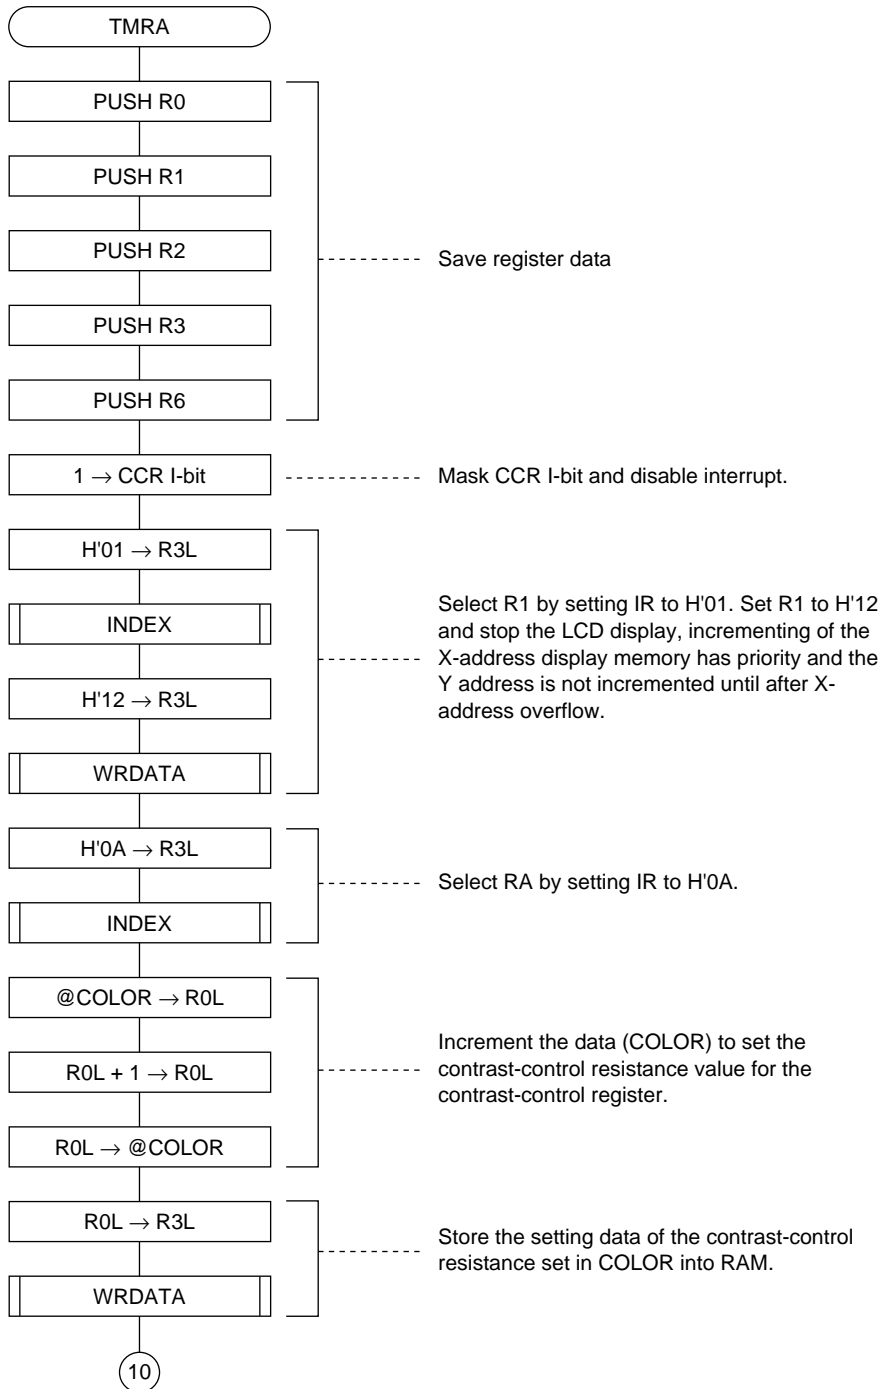 TMRA
PUSH R0
PUSH R1
PUSH R2
Save register data
PUSH R3
PUSH R6
1 → CCR I-bit
Mask CCR I-bit and disable interrupt.
H'01 → R3L
INDEX
H'12 → R3L
WRDATA
Select R1 by setting IR to H'01. Set R1 to H'12
and stop the LCD display, incrementing of the
X-address display memory has priority and the
Y address is not incremented until after X-
address overflow.
H'0A → R3L
INDEX
Select RA by setting IR to H'0A.
@COLOR → R0L
R0L + 1 → R0L
R0L → @COLOR
Increment the data (COLOR) to set the
contrast-control resistance value for the
contrast-control register.
R0L → R3L
WRDATA
Store the setting data of the contrast-control
resistance set in COLOR into RAM.
10